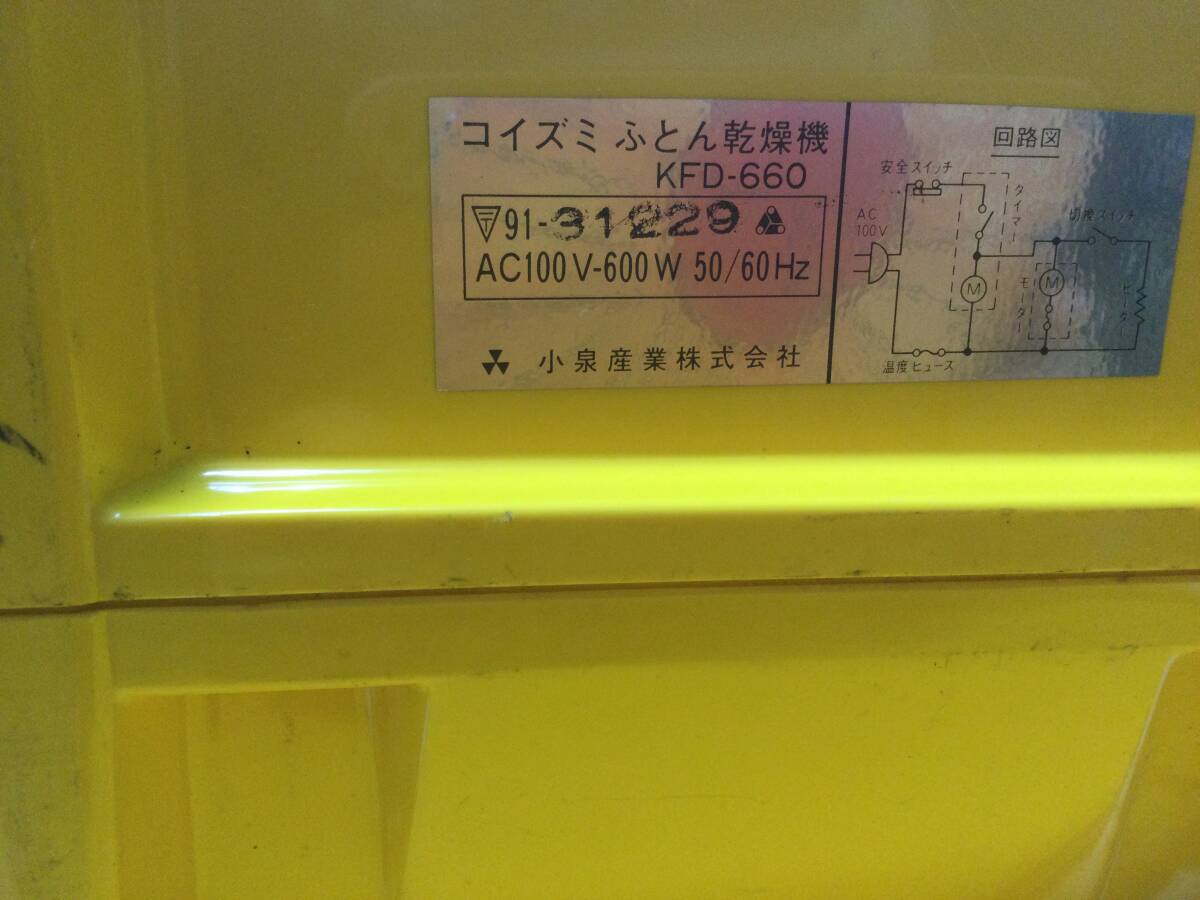 コイズミ ふとん乾燥機
KFD-660
〒91-31229
AC100V-600W 50/60Hz
小泉産業株式会社
回路図
安全スイッチ
タイマー
切換スイッチ
AC
100V
M
M
モーター
ヒーター
温度ヒューズ